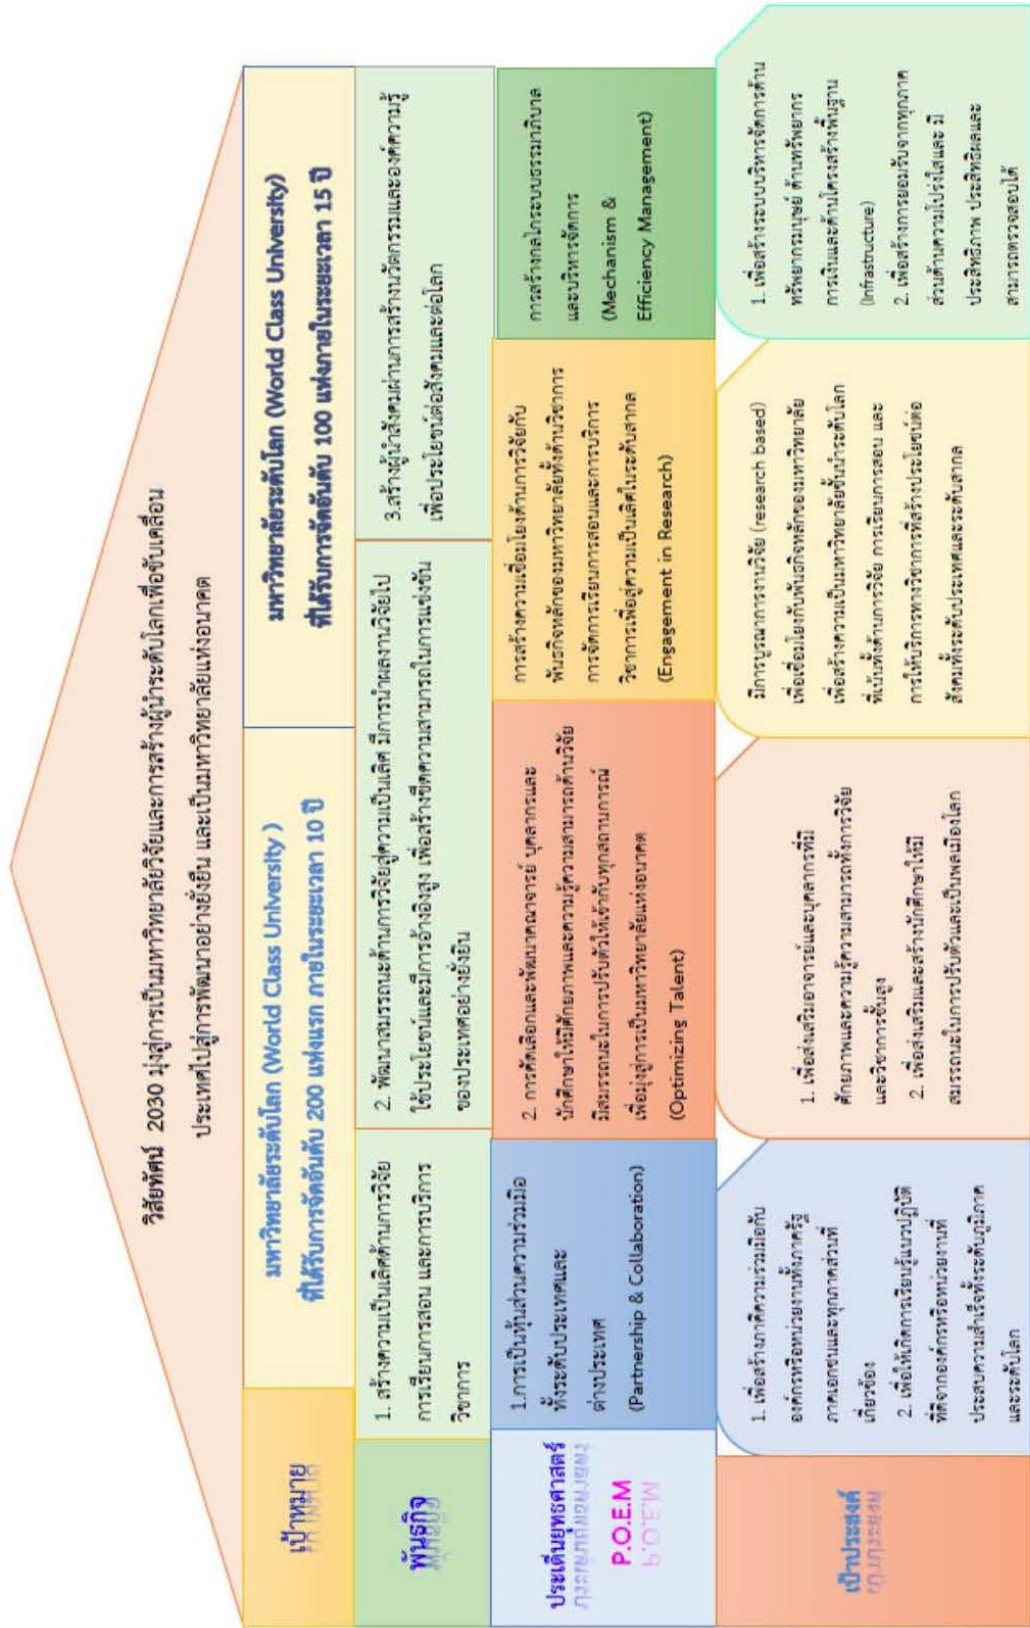 วิสัยทัศน์ 2030 มุ่งสู่การเป็นมหาวิทยาลัยวิจัยและการสร้างผู้นำระดับโลกเพื่อขับเคลื่อน
ประเทศไปสู่การพัฒนาอย่างยั่งยืน และเป็นมหาวิทยาลัยแห่งอนาคต
เป้าหมาย
มหาวิทยาลัยระดับโลก (World Class University )
ที่ได้รับการจัดอันดับ 200 แห่งแรก ภายในระยะเวลา 10 ปี
มหาวิทยาลัยระดับโลก (World Class University)
ที่ได้รับการจัดอันดับ 100 แห่งภายในระยะเวลา 15 ปี
พันธกิจ
1. สร้างความเป็นเลิศด้านการวิจัย
การเรียนการสอน และการบริการ
วิชาการ
2. พัฒนาสมรรถนะด้านการวิจัยสู่ความเป็นเลิศ มีการนำผลงานวิจัยไป
ใช้ประโยชน์และมีการอ้างอิงสูง เพื่อสร้างขีดความสามารถในการแข่งขัน
ของประเทศอย่างยั่งยืน
3.สร้างผู้นำสังคมผ่านการสร้างนวัตกรรมและองค์ความรู้
เพื่อประโยชน์ต่อสังคมและต่อโลก
ประเด็นยุทธศาสตร์
P.O.E.M
1.การเป็นหุ้นส่วนความร่วมมือ
ทั้งระดับประเทศและ
ต่างประเทศ
(Partnership & Collaboration)
2. การคัดเลือกและพัฒนาคณาจารย์ บุคลากรและ
นักศึกษาให้มีศักยภาพและความรู้ความสามารถด้านวิจัย
มีสมรรถนะในการปรับตัวให้เข้ากับทุกสถานการณ์
เพื่อมุ่งสู่การเป็นมหาวิทยาลัยแห่งอนาคต
(Optimizing Talent)
การสร้างความเชื่อมโยงด้านการวิจัยกับ
พันธกิจหลักของมหาวิทยาลัยทั้งด้านวิชาการ
การจัดการเรียนการสอนและการบริการ
วิชาการเพื่อสู่ความเป็นเลิศในระดับสากล
(Engagement in Research)
การสร้างกลไกระบบธรรมาภิบาล
และบริหารจัดการ
(Mechanism &
Efficiency Management)
เป้าประสงค์
1. เพื่อสร้างภาคีความร่วมมือกับ
องค์กรหรือหน่วยงานทั้งภาครัฐ
ภาคเอกชนและทุกภาคส่วนที่
เกี่ยวข้อง
2. เพื่อให้เกิดการเรียนรู้แนวปฏิบัติ
ที่ดีจากองค์กรหรือหน่วยงานที่
ประสบความสำเร็จทั้งระดับภูมิภาค
และระดับโลก
1. เพื่อส่งเสริมอาจารย์และบุคลากรที่มี
ศักยภาพและความรู้ความสามารถทั้งการวิจัย
และวิชาการขั้นสูง
2. เพื่อส่งเสริมและสร้างนักศึกษาให้มี
สมรรถนะในการปรับตัวและเป็นพลเมืองโลก
มีการบูรณาการงานวิจัย (research based)
เพื่อเชื่อมโยงกับพันธกิจหลักของมหาวิทยาลัย
เพื่อสร้างความเป็นมหาวิทยาลัยชั้นนำระดับโลก
ที่เน้นทั้งด้านการวิจัย การเรียนการสอน และ
การให้บริการทางวิชาการที่สร้างประโยชน์ต่อ
สังคมทั้งระดับประเทศและระดับสากล
1. เพื่อสร้างระบบบริหารจัดการด้าน
ทรัพยากรมนุษย์ ด้านทรัพยากร
การเงินและด้านโครงสร้างพื้นฐาน
(Infrastructure)
2. เพื่อสร้างการยอมรับจากทุกภาค
ส่วนด้านความโปร่งใสและ มี
ประสิทธิภาพ ประสิทธิผลและ
สามารถตรวจสอบได้